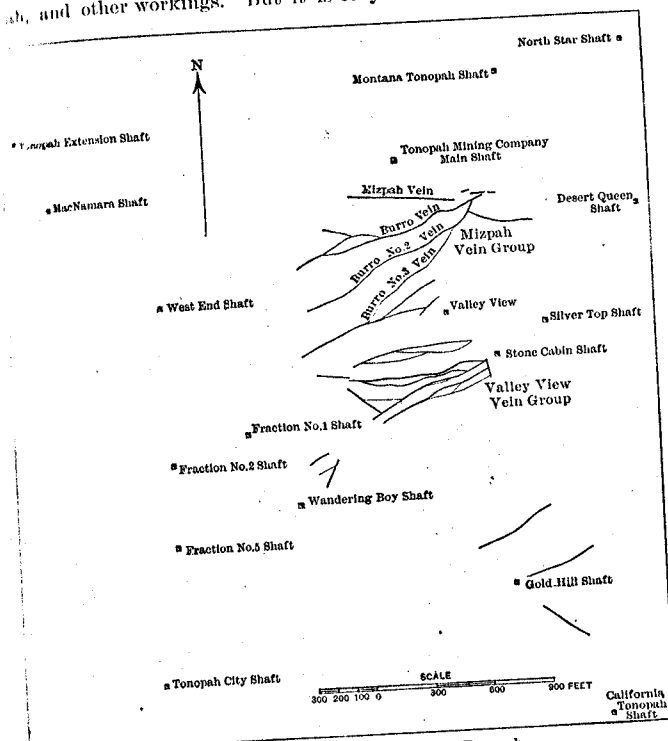 and other workings.
North Star Shaft
Montana Tonopah Shaft
N
Tonopah Extension Shaft
Tonopah Mining Company
Main Shaft
MacNamara Shaft
Mizpah Vein
Desert Queen
Shaft
Burro Vein
Mizpah
Vein Group
Burro No.2 Vein
Burro No.3 Vein
West End Shaft
Valley View
Silver Top Shaft
Stone Cabin Shaft
Valley View
Vein Group
Fraction No.1 Shaft
Fraction No.2 Shaft
Wandering Boy Shaft
Fraction No.5 Shaft
Gold Hill Shaft
Tonopah City Shaft
SCALE
300 200 100 0 300 600 900 FEET
California
Tonopah
Shaft